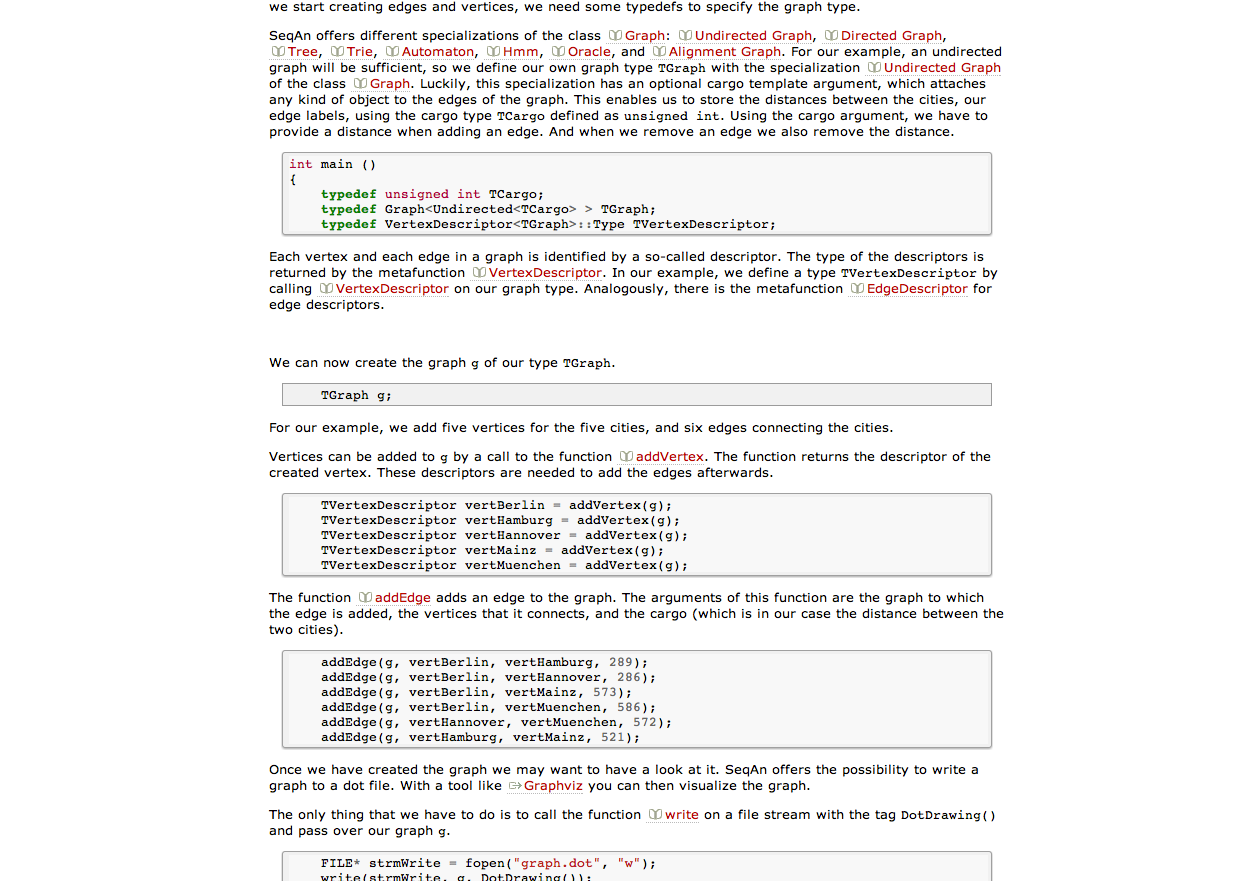 we start creating edges and vertices, we need some typedefs to specify the graph type.
SeqAn offers different specializations of the class Graph: Undirected Graph, Directed Graph,
Tree, Trie, Automaton, Hmm, Oracle, and Alignment Graph. For our example, an undirected
graph will be sufficient, so we define our own graph type TGraph with the specialization Undirected Graph
of the class Graph. Luckily, this specialization has an optional cargo template argument, which attaches
any kind of object to the edges of the graph. This enables us to store the distances between the cities, our
edge labels, using the cargo type TCargo defined as unsigned int. Using the cargo argument, we have to
provide a distance when adding an edge. And when we remove an edge we also remove the distance.
int main ()
{
    typedef unsigned int TCargo;
    typedef Graph<Undirected<TCargo> > TGraph;
    typedef VertexDescriptor<TGraph>::Type TVertexDescriptor;
Each vertex and each edge in a graph is identified by a so-called descriptor. The type of the descriptors is
returned by the metafunction VertexDescriptor. In our example, we define a type TVertexDescriptor by
calling VertexDescriptor on our graph type. Analogously, there is the metafunction EdgeDescriptor for
edge descriptors.
We can now create the graph g of our type TGraph.
    TGraph g;
For our example, we add five vertices for the five cities, and six edges connecting the cities.
Vertices can be added to g by a call to the function addVertex. The function returns the descriptor of the
created vertex. These descriptors are needed to add the edges afterwards.
    TVertexDescriptor vertBerlin = addVertex(g);
    TVertexDescriptor vertHamburg = addVertex(g);
    TVertexDescriptor vertHannover = addVertex(g);
    TVertexDescriptor vertMainz = addVertex(g);
    TVertexDescriptor vertMuenchen = addVertex(g);
The function addEdge adds an edge to the graph. The arguments of this function are the graph to which
the edge is added, the vertices that it connects, and the cargo (which is in our case the distance between the
two cities).
    addEdge(g, vertBerlin, vertHamburg, 289);
    addEdge(g, vertBerlin, vertHannover, 286);
    addEdge(g, vertBerlin, vertMainz, 573);
    addEdge(g, vertBerlin, vertMuenchen, 586);
    addEdge(g, vertHannover, vertMuenchen, 572);
    addEdge(g, vertHamburg, vertMainz, 521);
Once we have created the graph we may want to have a look at it. SeqAn offers the possibility to write a
graph to a dot file. With a tool like Graphviz you can then visualize the graph.
The only thing that we have to do is to call the function write on a file stream with the tag DotDrawing()
and pass over our graph g.
    FILE* strmWrite = fopen("graph.dot", "w");
    write(strmWrite, g, DotDrawing());